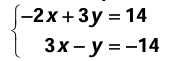 −2x + 3y = 14
3x − y = −14